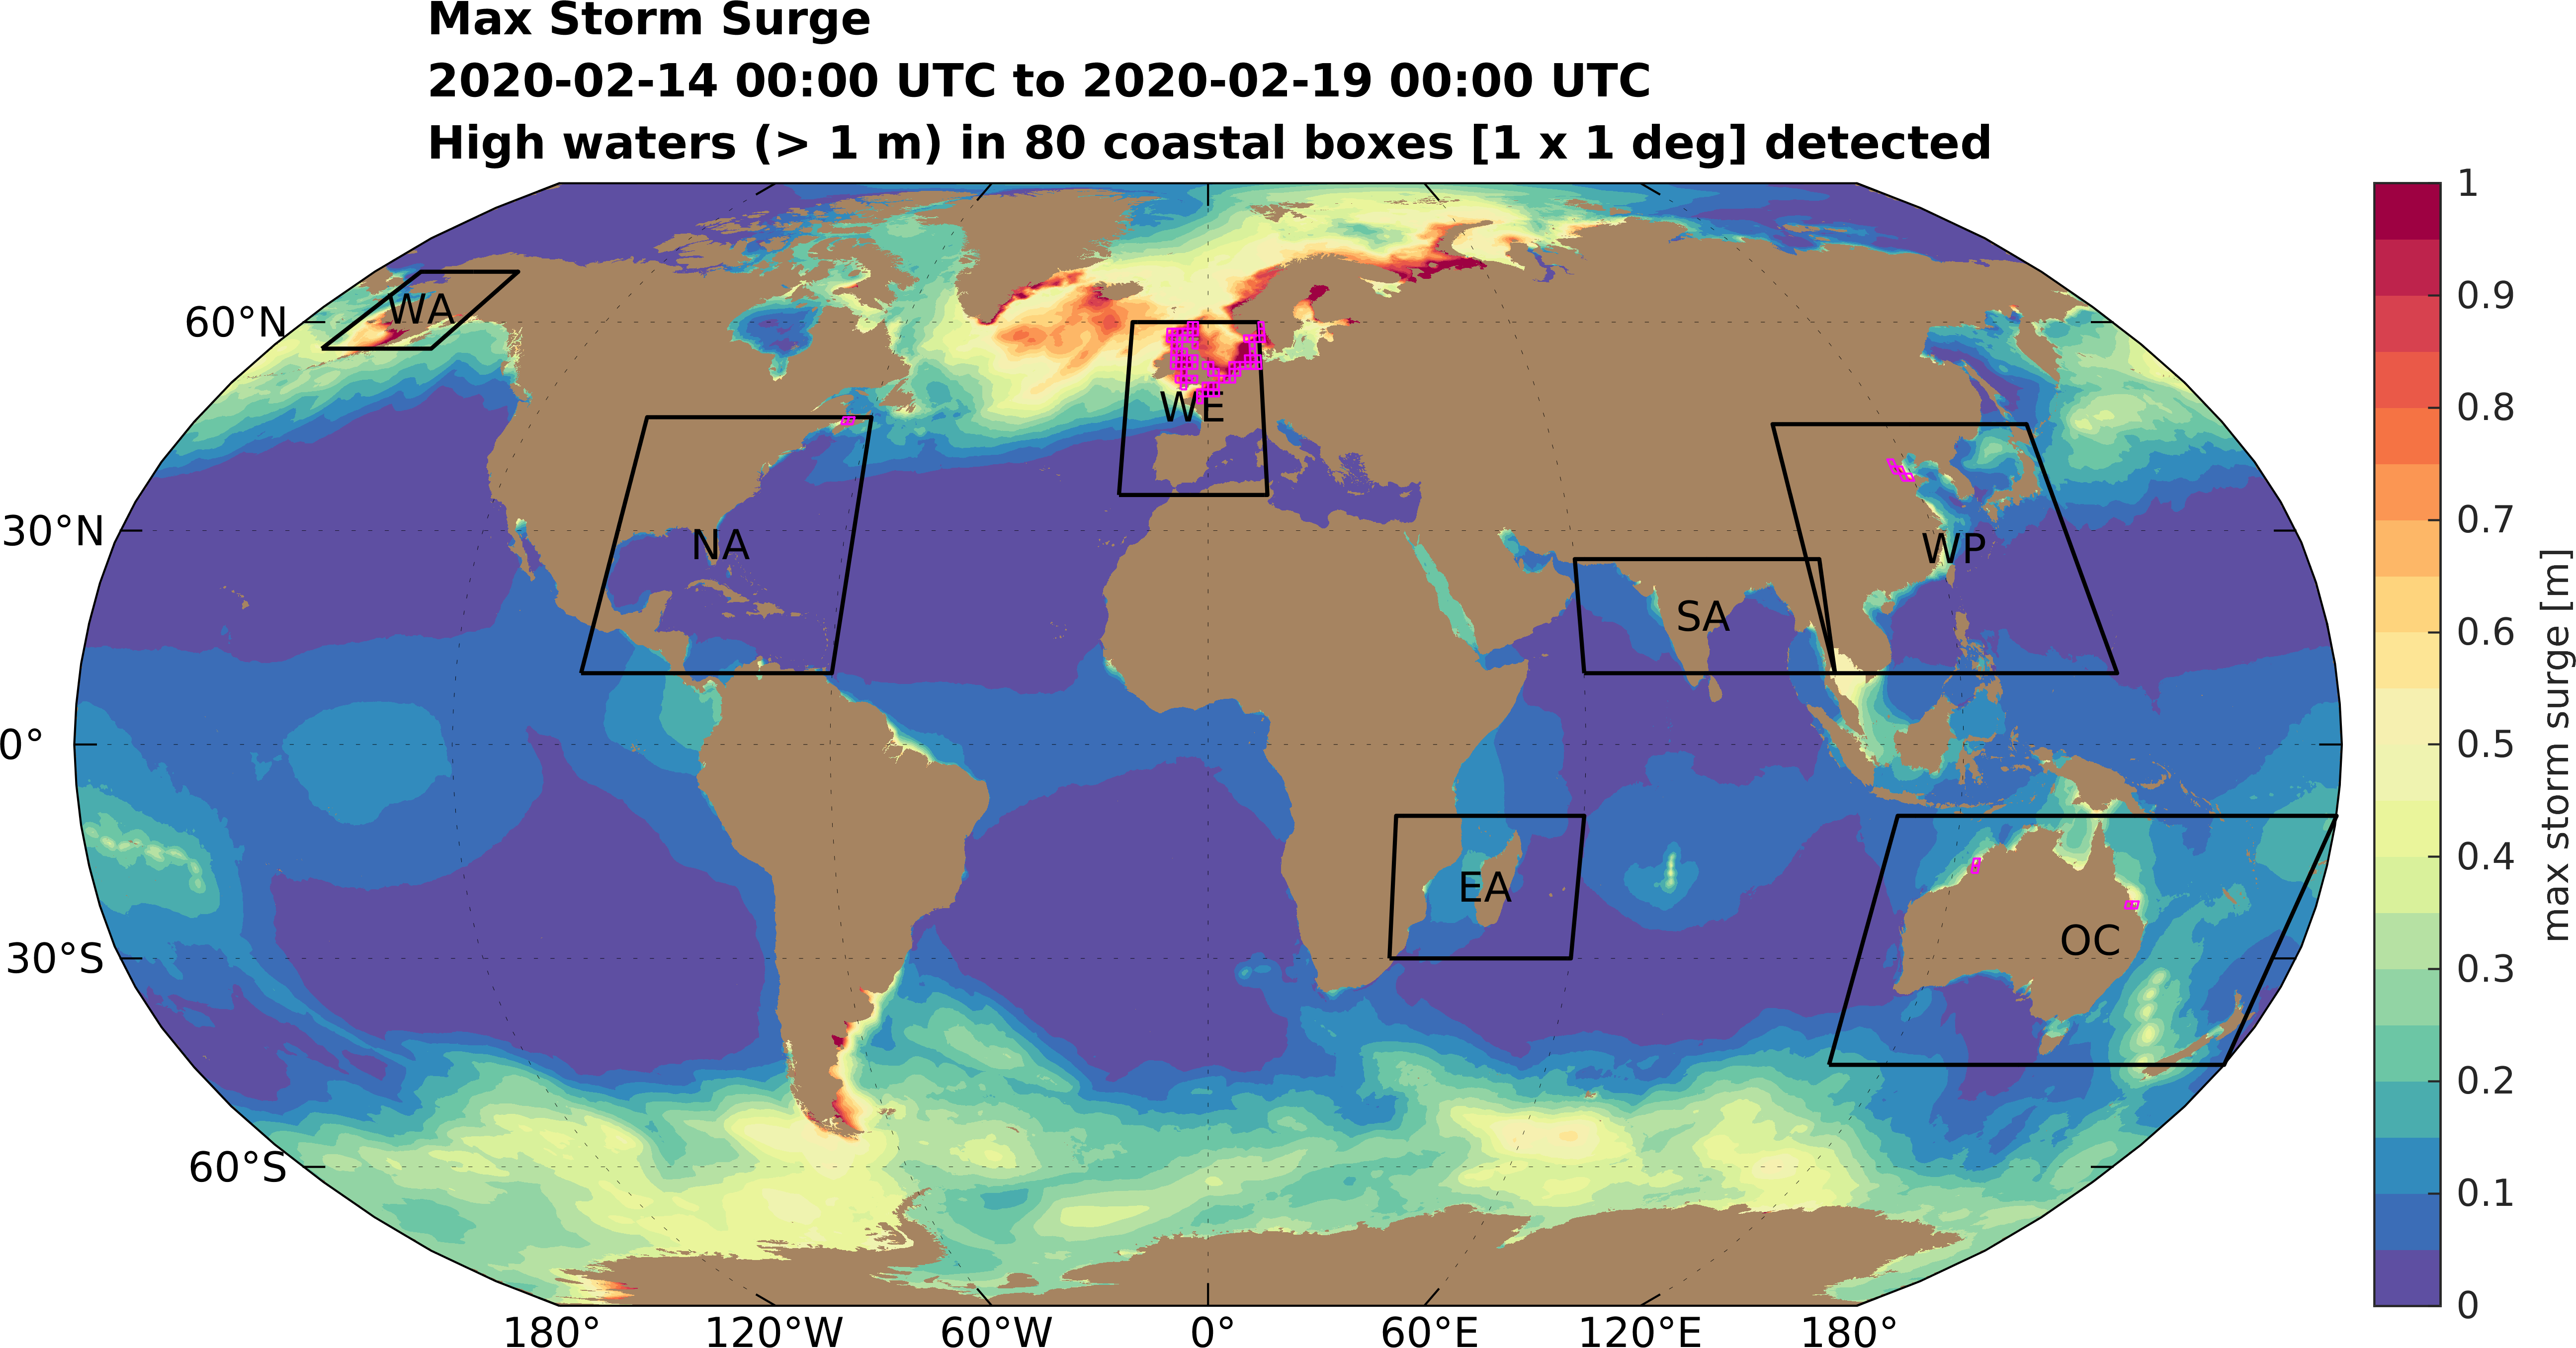 Max Storm Surge
2020-02-14 00:00 UTC to 2020-02-19 00:00 UTC
High waters (> 1 m) in 80 coastal boxes [1 x 1 deg] detected
60°N
30°N
0°
30°S
60°S
WA
NA
WE
SA
WP
EA
OC
180°
120°W
60°W
0°
60°E
120°E
180°
1
0.9
0.8
0.7
0.6
0.5
0.4
0.3
0.2
0.1
0
max storm surge [m]